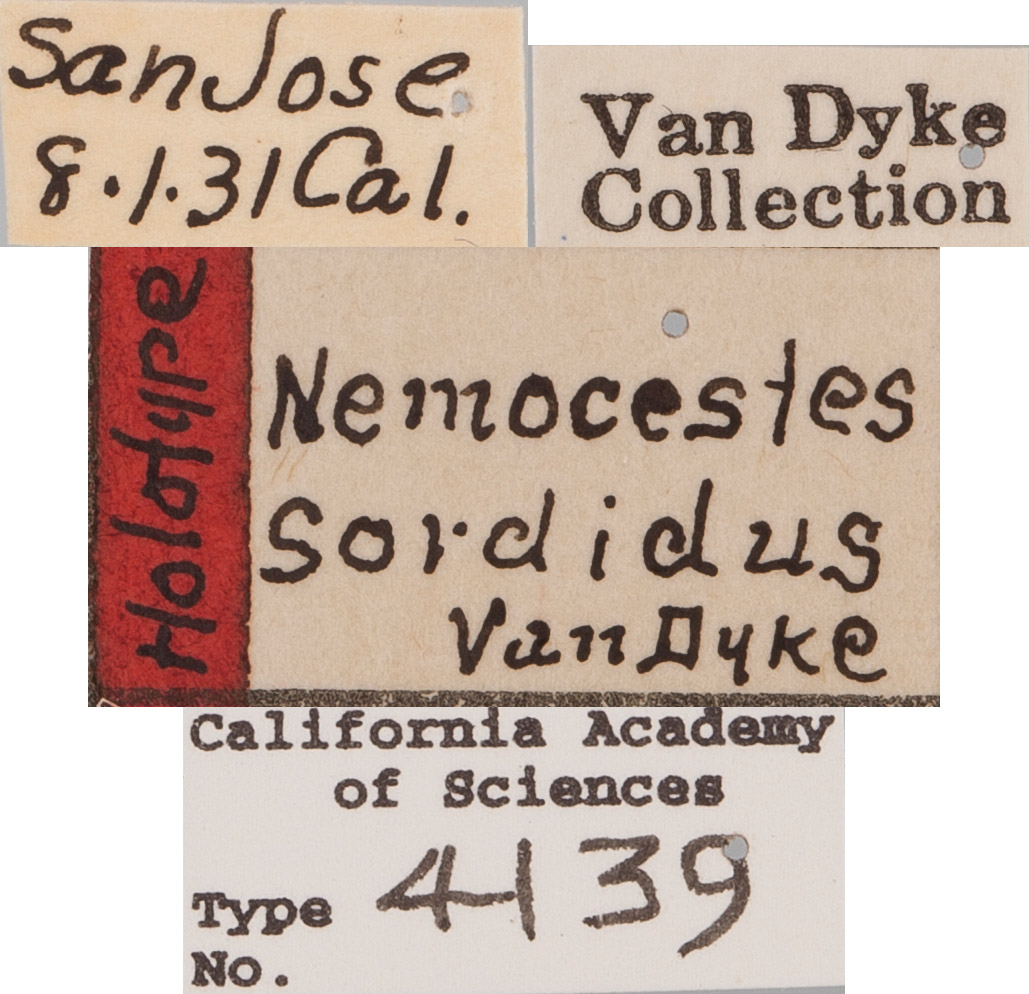 San Jose
8.1.31 Cal.
Van Dyke
Collection
Holotype
Nemocestes
Sordidus
Van Dyke
California Academy
of Sciences
Type 4139
No.